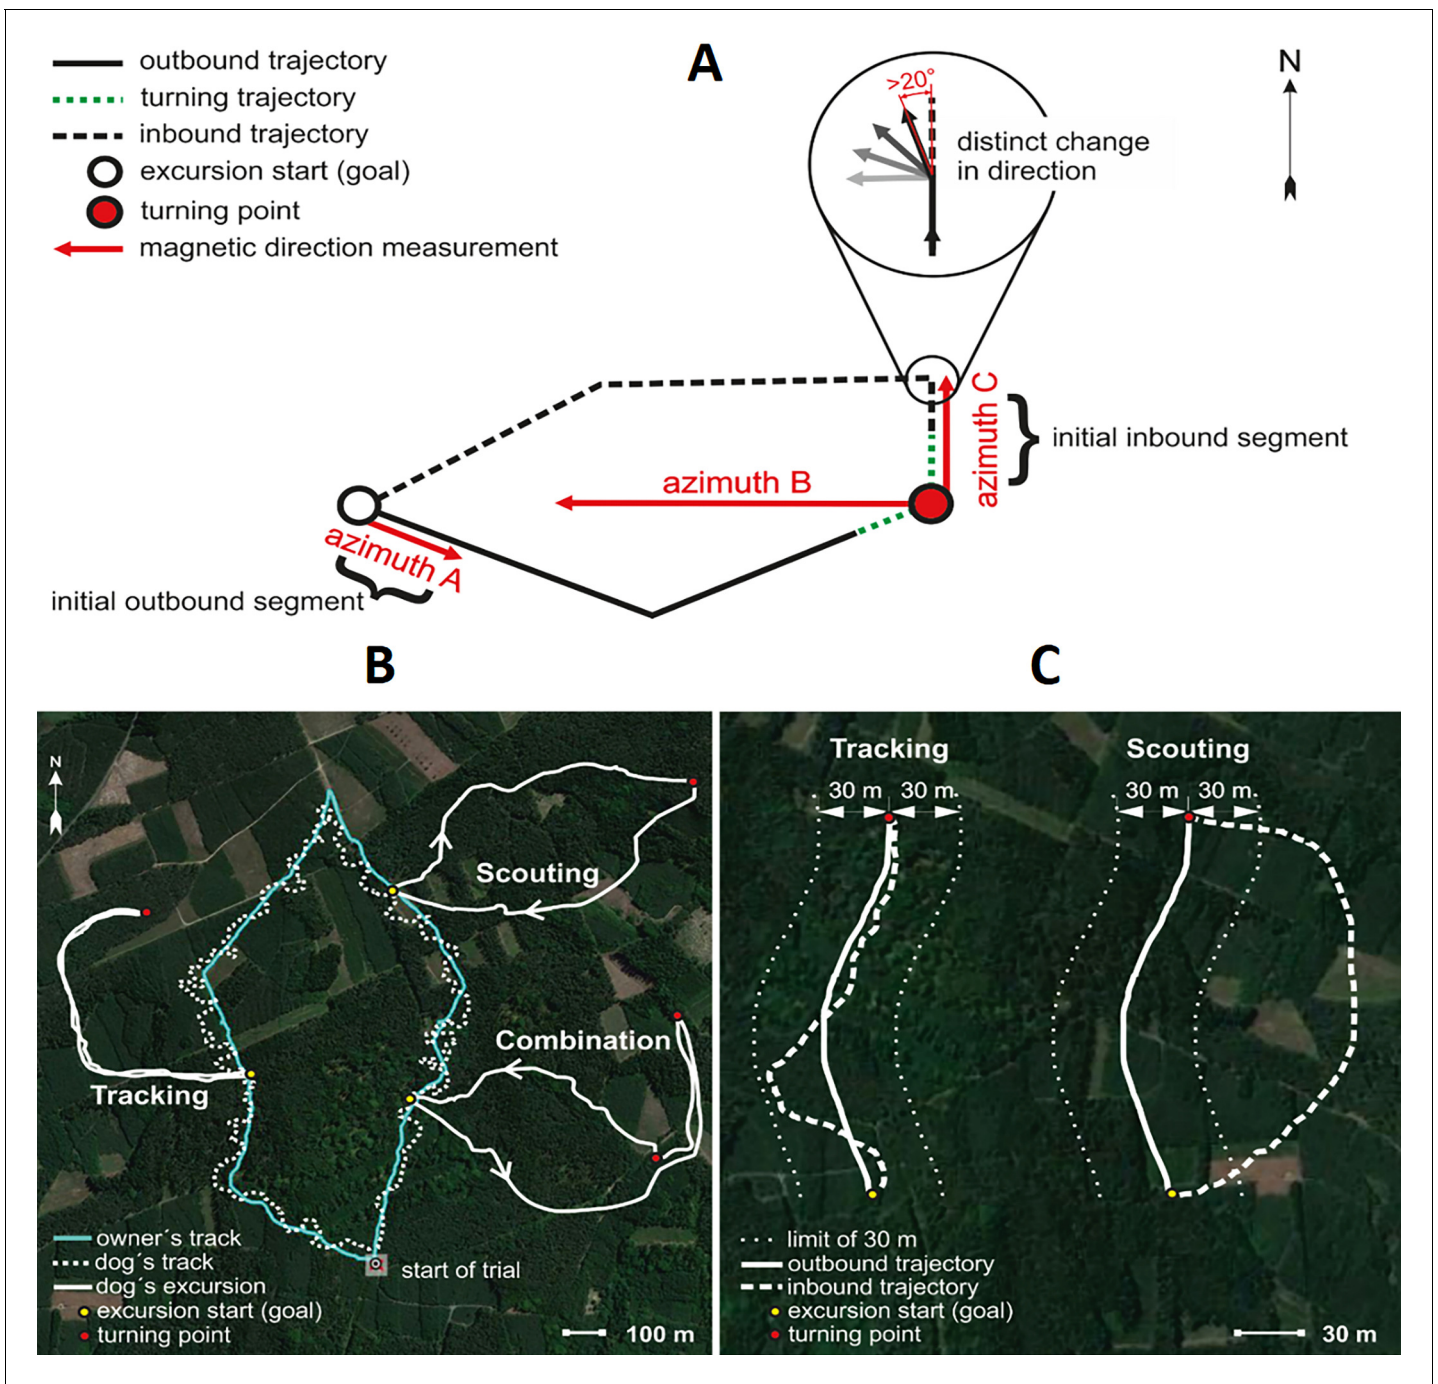 A
outbound trajectory
turning trajectory
inbound trajectory
excursion start (goal)
turning point
magnetic direction measurement
>20°
distinct change
in direction
N
azimuth C
initial inbound segment
azimuth B
azimuth A
initial outbound segment
B
N
Scouting
Combination
Tracking
owner´s track
dog´s track
dog´s excursion
excursion start (goal)
turning point
start of trial
100 m
C
Tracking
Scouting
30 m
30 m
30 m
30 m
limit of 30 m
outbound trajectory
inbound trajectory
excursion start (goal)
turning point
30 m